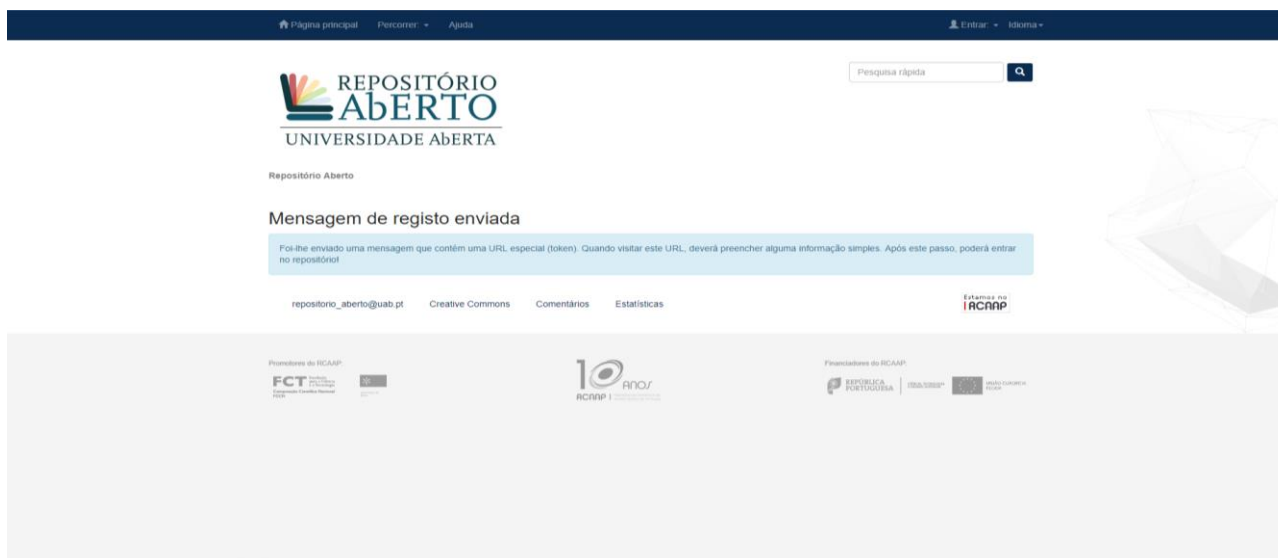 Página principal Percorrer: Ajuda Entrar: Idioma
Pesquisa rápida
REPOSITÓRIO
AbERTO
UNIVERSIDADE AbERTA
Repositório Aberto
Mensagem de registo enviada
Foi-lhe enviado uma mensagem que contém uma URL especial (token). Quando visitar este URL, deverá preencher alguma informação simples. Após este passo, poderá entrar
no repositório!
repositorio_aberto@uab.pt Creative Commons Comentários Estatísticas
Estamos no
RCAAP
Promotores do RCAAP: Financiadores do RCAAP:
FCT
10 Anos
RCAAP
REPÚBLICA
PORTUGUESA